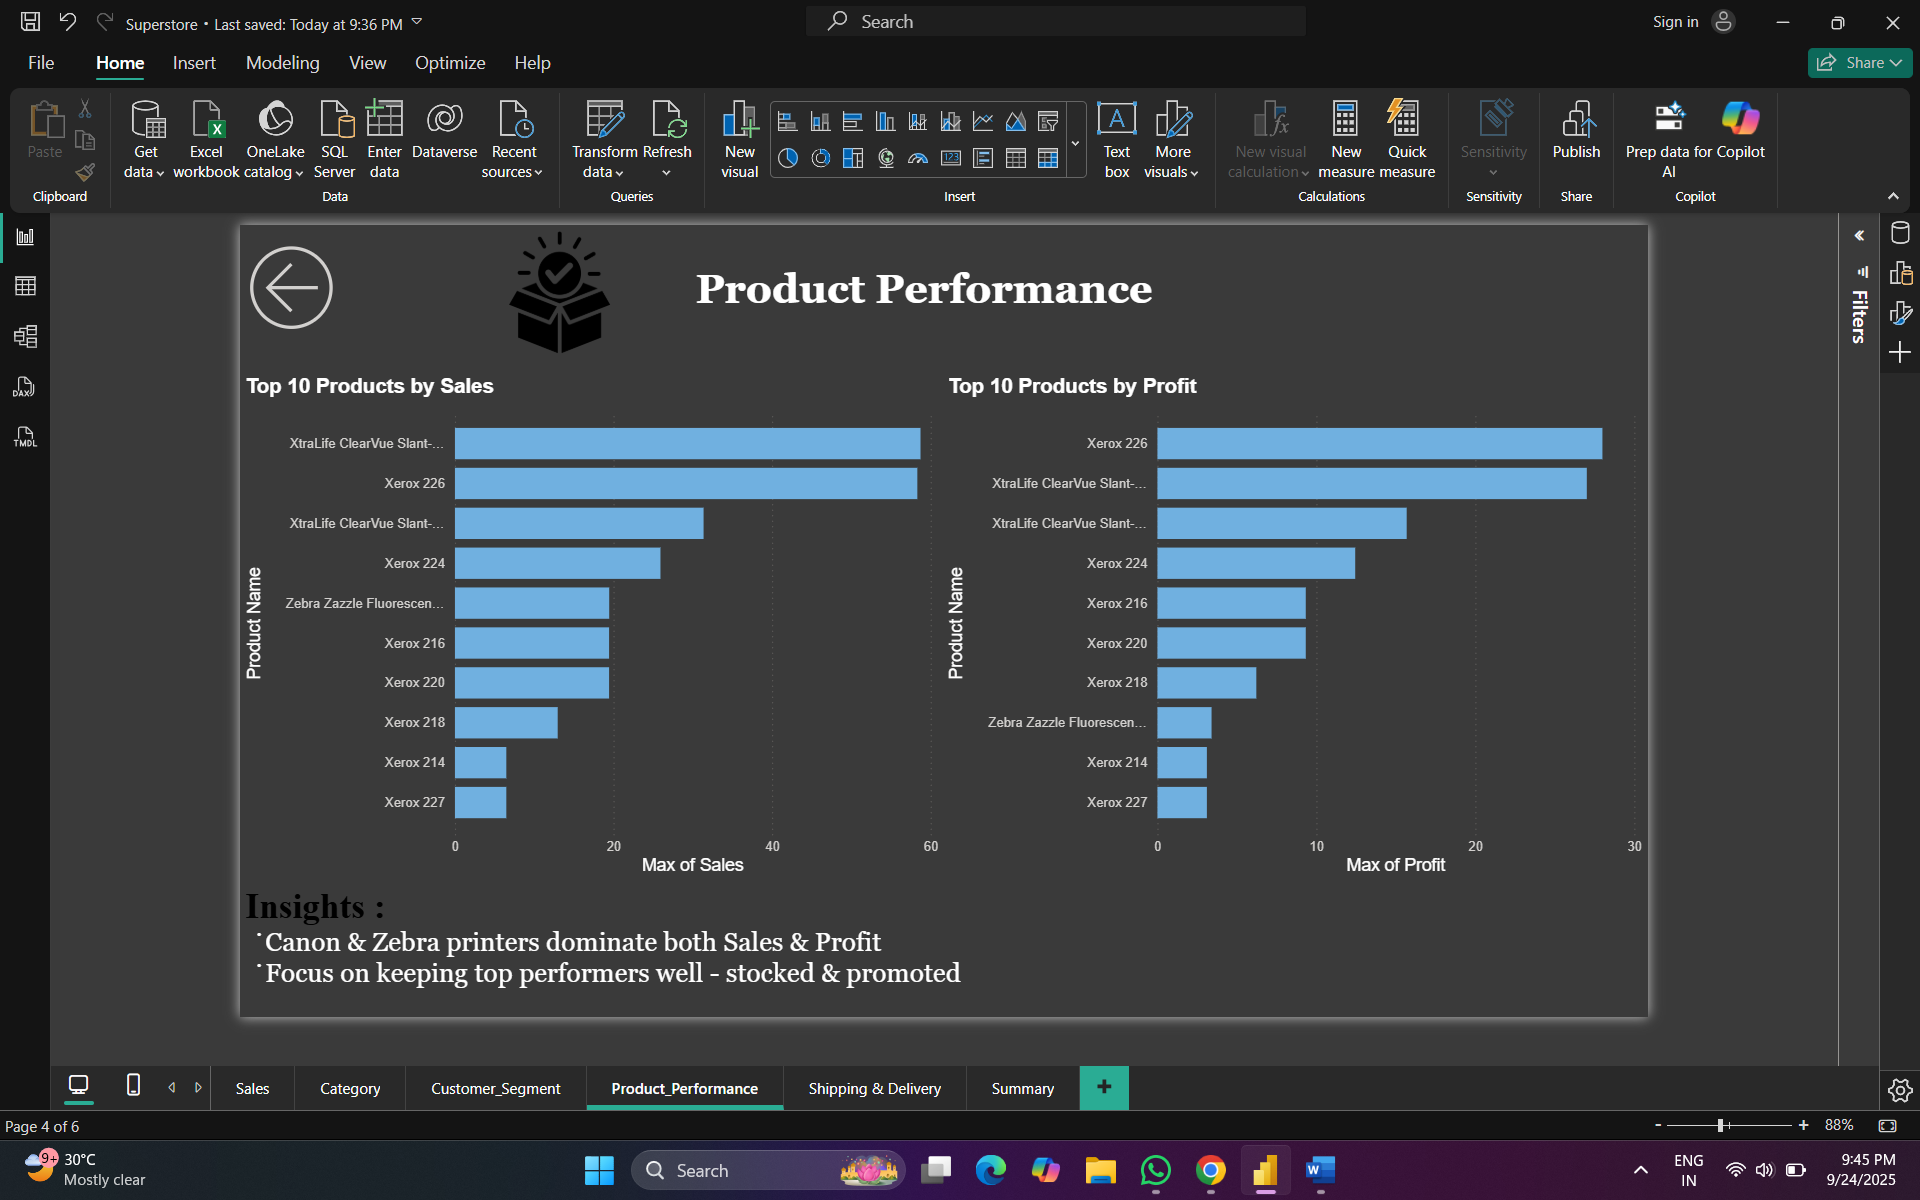 Superstore • Last saved: Today at 9:36 PM
Search
Sign in
File Home Insert Modeling View Optimize Help
Share
Paste
Get data
Excel workbook
OneLake catalog
SQL Server
Enter data
Dataverse
Recent sources
Transform data
Refresh
New visual
Text box
More visuals
New visual calculation
New measure
Quick measure
Sensitivity
Publish
Prep data for AI
Copilot
Clipboard Data Queries Insert Calculations Sensitivity Share Copilot
DAX
TMDL
Filters
Product Performance
Top 10 Products by Sales
Product Name
XtraLife ClearVue Slant-...
Xerox 226
XtraLife ClearVue Slant-...
Xerox 224
Zebra Zazzle Fluorescen...
Xerox 216
Xerox 220
Xerox 218
Xerox 214
Xerox 227
0 20 40 60
Max of Sales
Top 10 Products by Profit
Product Name
Xerox 226
XtraLife ClearVue Slant-...
XtraLife ClearVue Slant-...
Xerox 224
Xerox 216
Xerox 220
Xerox 218
Zebra Zazzle Fluorescen...
Xerox 214
Xerox 227
0 10 20 30
Max of Profit
Insights :
˙Canon & Zebra printers dominate both Sales & Profit
˙Focus on keeping top performers well - stocked & promoted
Sales Category Customer_Segment Product_Performance Shipping & Delivery Summary +
Page 4 of 6
- + 88%
9+
30°C
Mostly clear
Search
ENG
IN
9:45 PM
9/24/2025